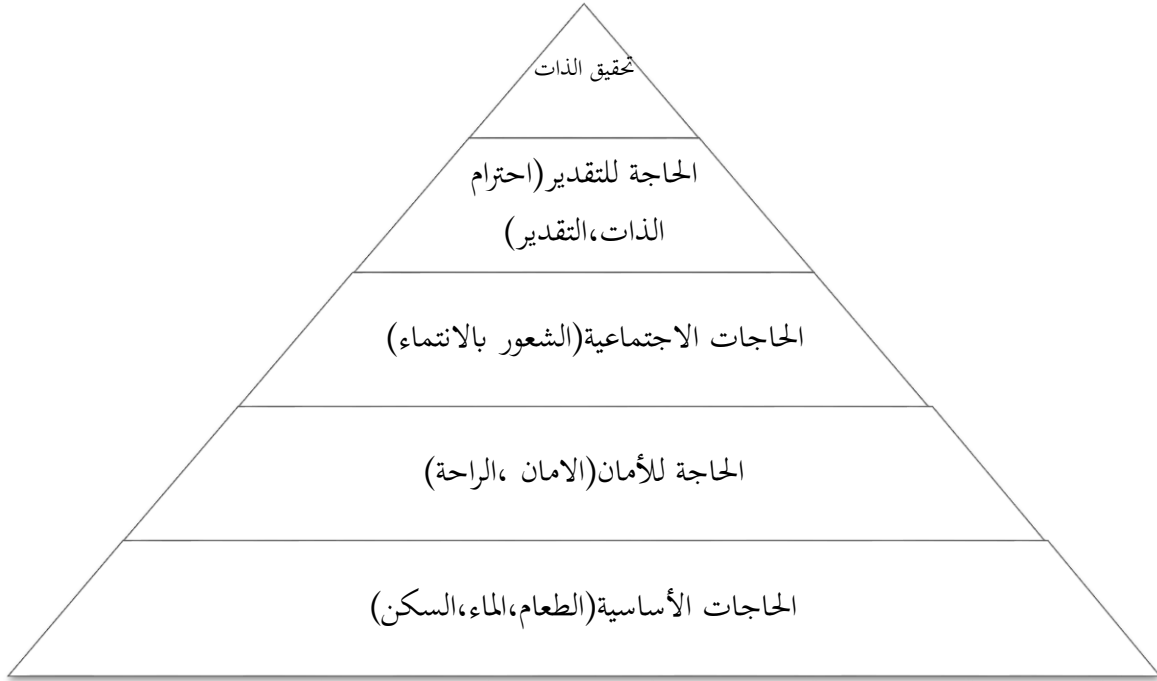 تحقيق الذات
الحاجة للتقدير(احترام
الذات،التقدير)
الحاجات الاجتماعية(الشعور بالانتماء)
الحاجة للأمان(الامان ،الراحة)
الحاجات الأساسية(الطعام،الماء،السكن)